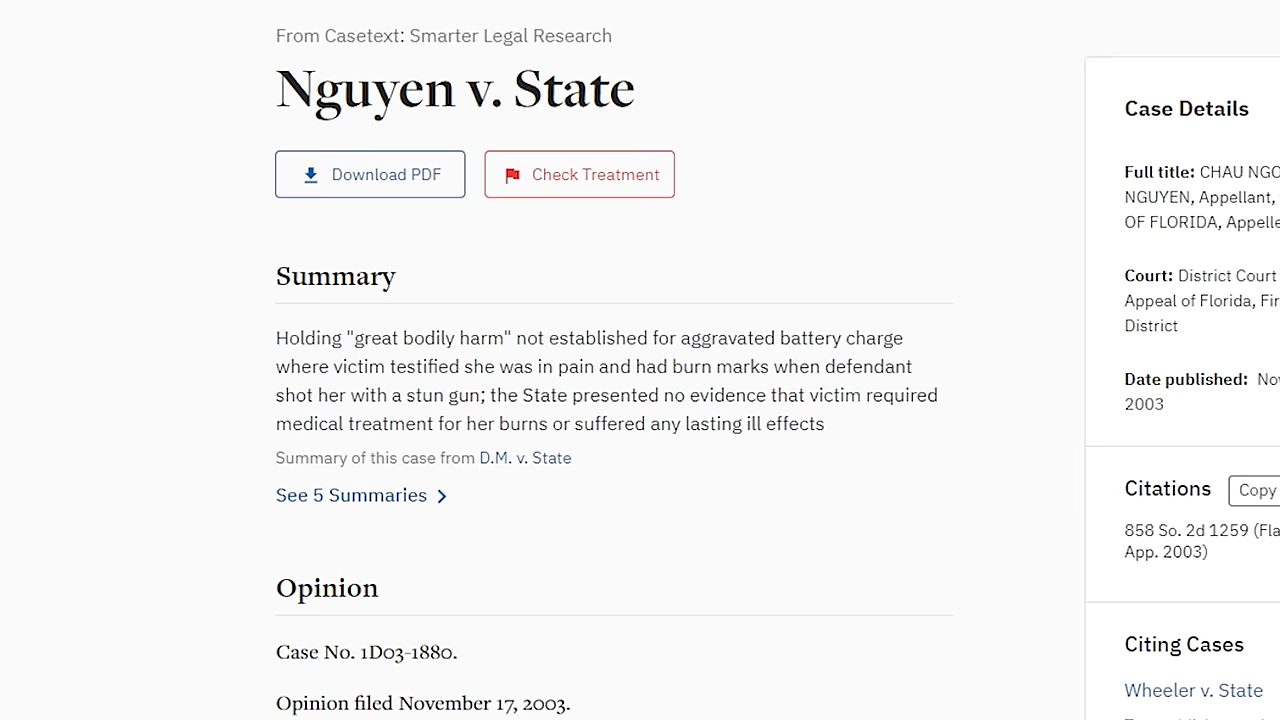 From Casetext: Smarter Legal Research
Nguyen v. State
Download PDF
Check Treatment
Summary
Holding "great bodily harm" not established for aggravated battery charge
where victim testified she was in pain and had burn marks when defendant
shot her with a stun gun; the State presented no evidence that victim required
medical treatment for her burns or suffered any lasting ill effects
Summary of this case from D.M. v. State
See 5 Summaries
Opinion
Case No. 1D03-1880.
Opinion filed November 17, 2003.
Case Details
Full title: CHAU NGO
NGUYEN, Appellant,
OF FLORIDA, Appelle
Court: District Court
Appeal of Florida, Fir
District
Date published: Nov
2003
Citations
Copy
858 So. 2d 1259 (Fla
App. 2003)
Citing Cases
Wheeler v. State